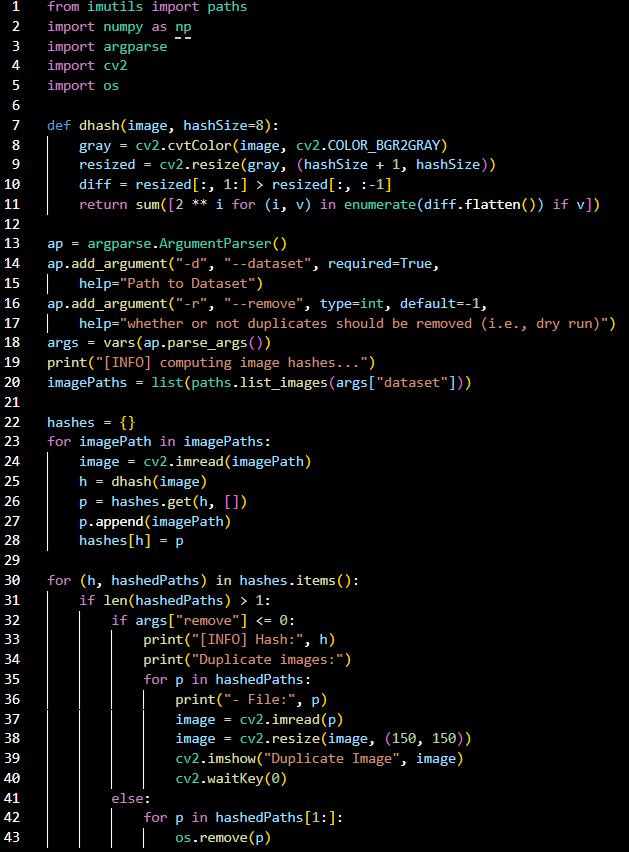 1 from imutils import paths
2 import numpy as np
3 import argparse
4 import cv2
5 import os
6
7 def dhash(image, hashSize=8):
8     gray = cv2.cvtColor(image, cv2.COLOR_BGR2GRAY)
9     resized = cv2.resize(gray, (hashSize + 1, hashSize))
10     diff = resized[:, 1:] > resized[:, :-1]
11     return sum([2 ** i for (i, v) in enumerate(diff.flatten()) if v])
12
13 ap = argparse.ArgumentParser()
14 ap.add_argument("-d", "--dataset", required=True,
15     help="Path to Dataset")
16 ap.add_argument("-r", "--remove", type=int, default=-1,
17     help="whether or not duplicates should be removed (i.e., dry run)")
18 args = vars(ap.parse_args())
19 print("[INFO] computing image hashes...")
20 imagePaths = list(paths.list_images(args["dataset"]))
21
22 hashes = {}
23 for imagePath in imagePaths:
24     image = cv2.imread(imagePath)
25     h = dhash(image)
26     p = hashes.get(h, [])
27     p.append(imagePath)
28     hashes[h] = p
29
30 for (h, hashedPaths) in hashes.items():
31     if len(hashedPaths) > 1:
32         if args["remove"] <= 0:
33             print("[INFO] Hash:", h)
34             print("Duplicate images:")
35             for p in hashedPaths:
36                 print("- File:", p)
37                 image = cv2.imread(p)
38                 image = cv2.resize(image, (150, 150))
39                 cv2.imshow("Duplicate Image", image)
40                 cv2.waitKey(0)
41         else:
42             for p in hashedPaths[1:]:
43                 os.remove(p)